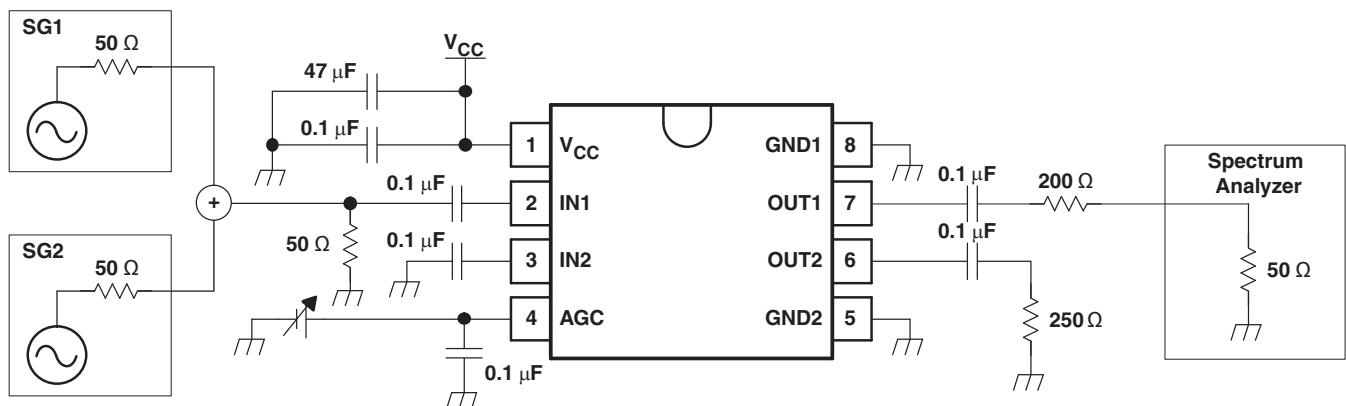 SG1
50 Ω
VCC
47 μF
0.1 μF
1
VCC
GND1
8
0.1 μF
2
IN1
OUT1
7
0.1 μF
200 Ω
Spectrum
Analyzer
+
50 Ω
0.1 μF
3
IN2
OUT2
6
0.1 μF
50 Ω
SG2
50 Ω
4
AGC
GND2
5
250 Ω
0.1 μF